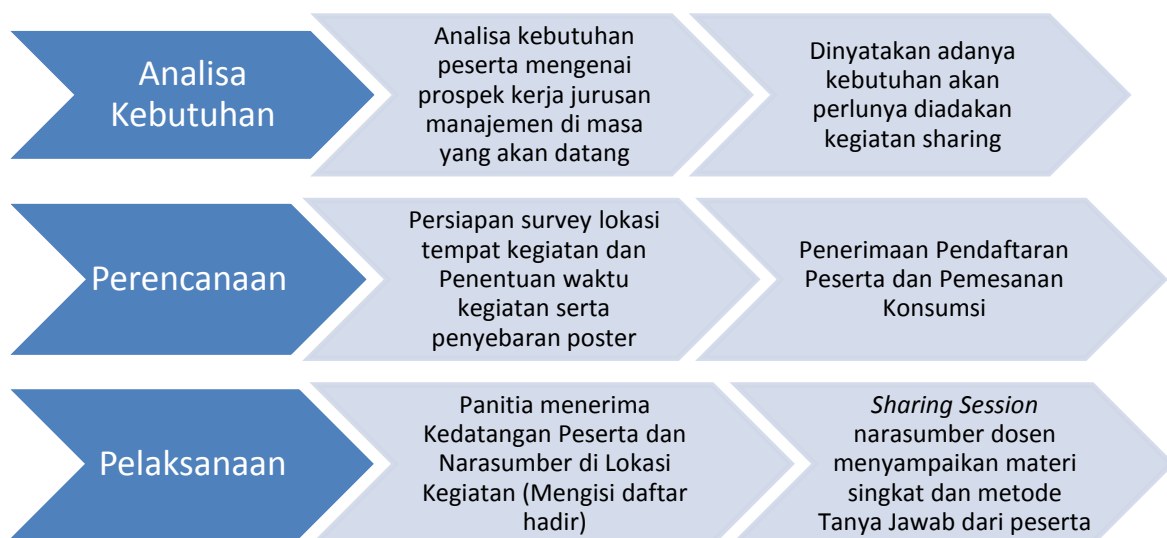 Analisa
Kebutuhan
Analisa kebutuhan
peserta mengenai
prospek kerja jurusan
manajemen di masa
yang akan datang
Dinyatakan adanya
kebutuhan akan
perlunya diadakan
kegiatan sharing
Perencanaan
Persiapan survey lokasi
tempat kegiatan dan
Penentuan waktu
kegiatan serta
penyebaran poster
Penerimaan Pendaftaran
Peserta dan Pemesanan
Konsumsi
Pelaksanaan
Panitia menerima
Kedatangan Peserta dan
Narasumber di Lokasi
Kegiatan (Mengisi daftar
hadir)
Sharing Session
narasumber dosen
menyampaikan materi
singkat dan metode
Tanya Jawab dari peserta